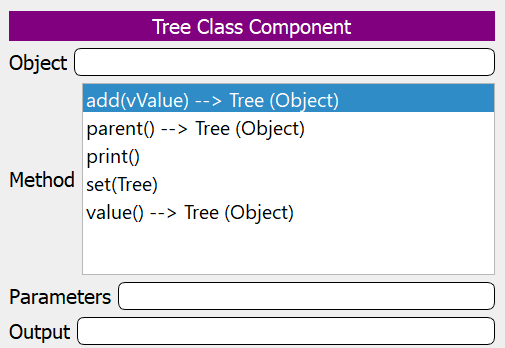 Tree Class Component
Object
add(vValue) --> Tree (Object)
parent() --> Tree (Object)
print()
Method
set(Tree)
value() --> Tree (Object)
Parameters
Output